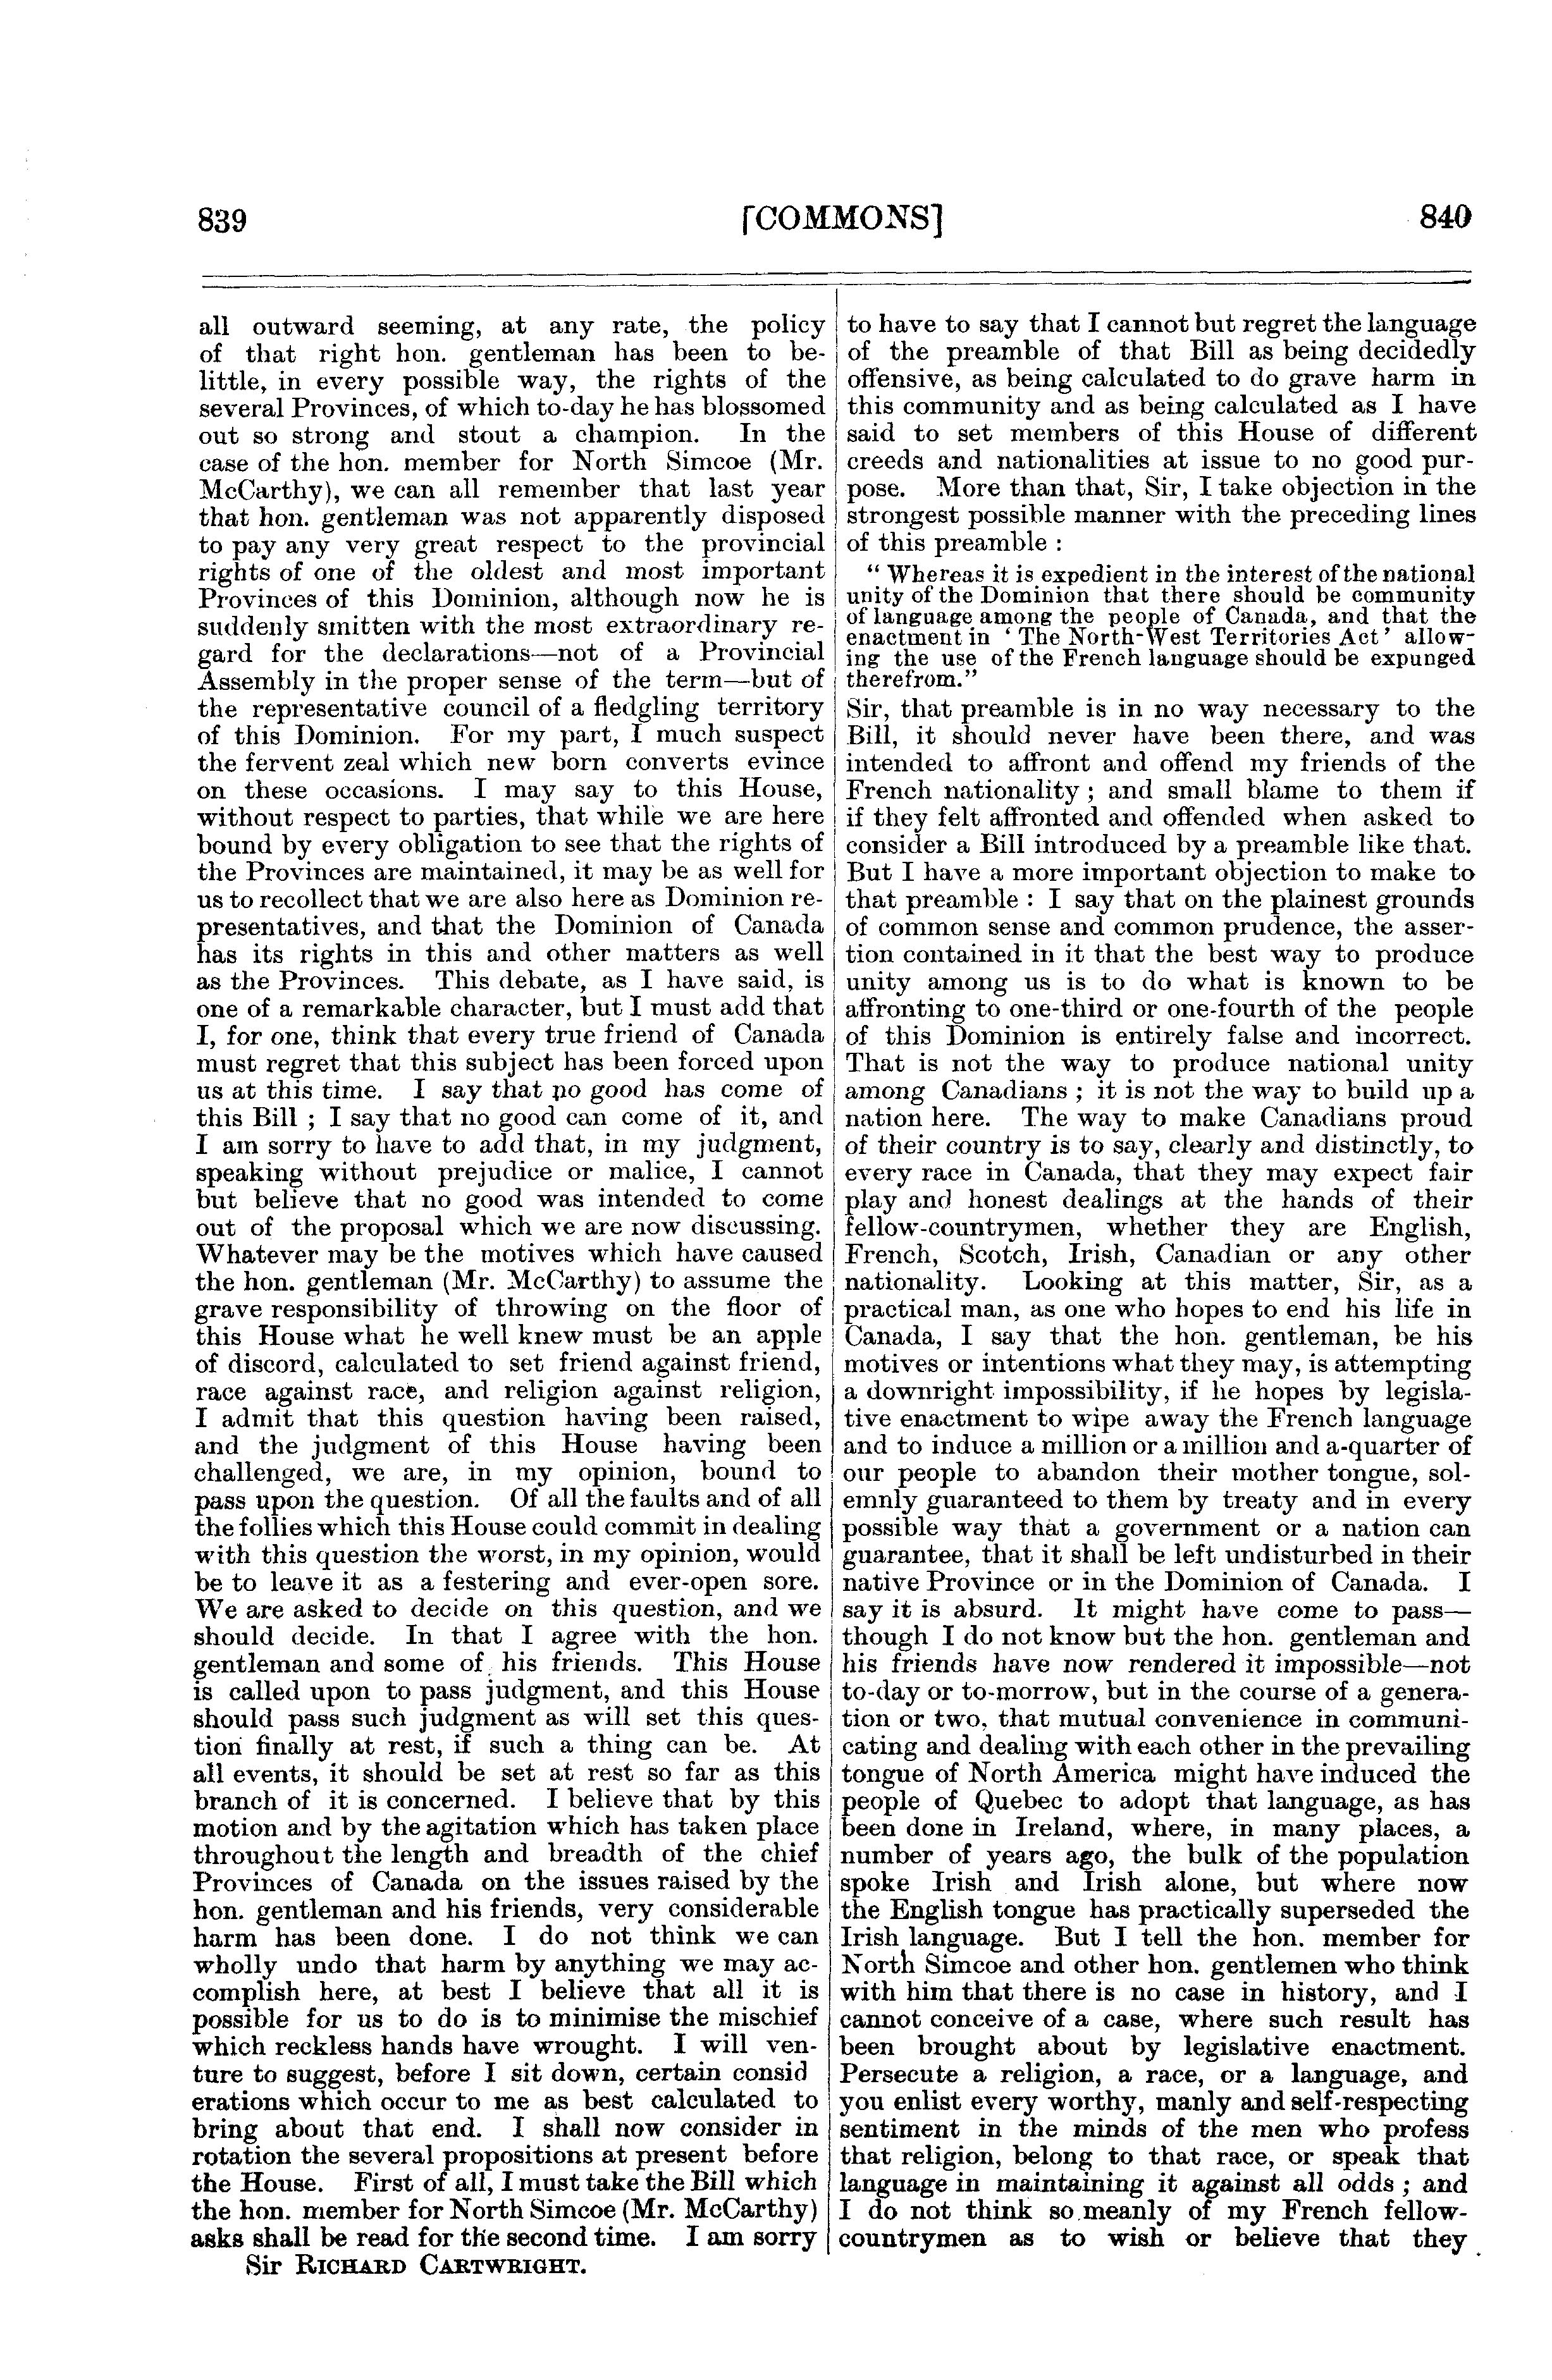 839
[COMMONS]
840
all outward seeming, at any rate, the policy
of that right hon. gentleman has been to be-
little, in every possible way, the rights of the
several Provinces, of which to-day he has blossomed
out so strong and stout a champion. In the
case of the hon. member for North Simcoe (Mr.
McCarthy), we can all remember that last year
that hon. gentleman was not apparently disposed
to pay any very great respect to the provincial
rights of one of the oldest and most important
Provinces of this Dominion, although now he is
suddenly smitten with the most extraordinary re-
gard for the declarations—not of a Provincial
Assembly in the proper sense of the term—but of
the representative council of a fledgling territory
of this Dominion. For my part, I much suspect
the fervent zeal which new born converts evince
on these occasions. I may say to this House,
without respect to parties, that while we are here
bound by every obligation to see that the rights of
the Provinces are maintained, it may be as well for
us to recollect that we are also here as Dominion re-
presentatives, and that the Dominion of Canada
has its rights in this and other matters as well
as the Provinces. This debate, as I have said, is
one of a remarkable character, but I must add that
I, for one, think that every true friend of Canada
must regret that this subject has been forced upon
us at this time. I say that no good has come of
this Bill ; I say that no good can come of it, and
I am sorry to have to add that, in my judgment,
speaking without prejudice or malice, I cannot
but believe that no good was intended to come
out of the proposal which we are now discussing.
Whatever may be the motives which have caused
the hon. gentleman (Mr. McCarthy) to assume the
grave responsibility of throwing on the floor of
this House what he well knew must be an apple
of discord, calculated to set friend against friend,
race against race, and religion against religion,
I admit that this question having been raised,
and the judgment of this House having been
challenged, we are, in my opinion, bound to
pass upon the question. Of all the faults and of all
the follies which this House could commit in dealing
with this question the worst, in my opinion, would
be to leave it as a festering and ever-open sore.
We are asked to decide on this question, and we
should decide. In that I agree with the hon.
gentleman and some of his friends. This House
is called upon to pass judgment, and this House
should pass such judgment as will set this ques-
tion finally at rest, if such a thing can be. At
all events, it should be set at rest so far as this
branch of it is concerned. I believe that by this
motion and by the agitation which has taken place
throughout the length and breadth of the chief
Provinces of Canada on the issues raised by the
hon. gentleman and his friends, very considerable
harm has been done. I do not think we can
wholly undo that harm by anything we may ac-
complish here, at best I believe that all it is
possible for us to do is to minimise the mischief
which reckless hands have wrought. I will ven-
ture to suggest, before I sit down, certain consid
erations which occur to me as best calculated to
bring about that end. I shall now consider in
rotation the several propositions at present before
the House. First of all, I must take the Bill which
the hon. member for North Simcoe (Mr. McCarthy)
asks shall be read for the second time. I am sorry
Sir RICHARD CARTWRIGHT.
to have to say that I cannot but regret the language
of the preamble of that Bill as being decidedly
offensive, as being calculated to do grave harm in
this community and as being calculated as I have
said to set members of this House of different
creeds and nationalities at issue to no good pur-
pose. More than that, Sir, I take objection in the
strongest possible manner with the preceding lines
of this preamble :
“ Whereas it is expedient in the interest of the national
unity of the Dominion that there should be community
of language among the people of Canada, and that the
enactment in ‘ The North-West Territories Act’ allow-
ing the use of the French language should be expunged
therefrom.”
Sir, that preamble is in no way necessary to the
Bill, it should never have been there, and was
intended to affront and offend my friends of the
French nationality ; and small blame to them if
if they felt affronted and offended when asked to
consider a Bill introduced by a preamble like that.
But I have a more important objection to make to
that preamble : I say that on the plainest grounds
of common sense and common prudence, the asser-
tion contained in it that the best way to produce
unity among us is to do what is known to be
affronting to one-third or one-fourth of the people
of this Dominion is entirely false and incorrect.
That is not the way to produce national unity
among Canadians ; it is not the way to build up a
nation here. The way to make Canadians proud
of their country is to say, clearly and distinctly, to
every race in Canada, that they may expect fair
play and honest dealings at the hands of their
fellow-countrymen, whether they are English,
French, Scotch, Irish, Canadian or any other
nationality. Looking at this matter, Sir, as a
practical man, as one who hopes to end his life in
Canada, I say that the hon. gentleman, be his
motives or intentions what they may, is attempting
a downright impossibility, if he hopes by legisla-
tive enactment to wipe away the French language
and to induce a million or a million and a-quarter of
our people to abandon their mother tongue, sol-
emnly guaranteed to them by treaty and in every
possible way that a government or a nation can
guarantee, that it shall be left undisturbed in their
native Province or in the Dominion of Canada. I
say it is absurd. It might have come to pass—
though I do not know but the hon. gentleman and
his friends have now rendered it impossible—not
to-day or to-morrow, but in the course of a genera-
tion or two, that mutual convenience in communi-
cating and dealing with each other in the prevailing
tongue of North America might have induced the
people of Quebec to adopt that language, as has
been done in Ireland, where, in many places, a
number of years ago, the bulk of the population
spoke Irish and Irish alone, but where now
the English tongue has practically superseded the
Irish language. But I tell the hon. member for
North Simcoe and other hon. gentlemen who think
with him that there is no case in history, and I
cannot conceive of a case, where such result has
been brought about by legislative enactment.
Persecute a religion, a race, or a language, and
you enlist every worthy, manly and self-respecting
sentiment in the minds of the men who profess
that religion, belong to that race, or speak that
language in maintaining it against all odds ; and
I do not think so meanly of my French fellow-
countrymen as to wish or believe that they